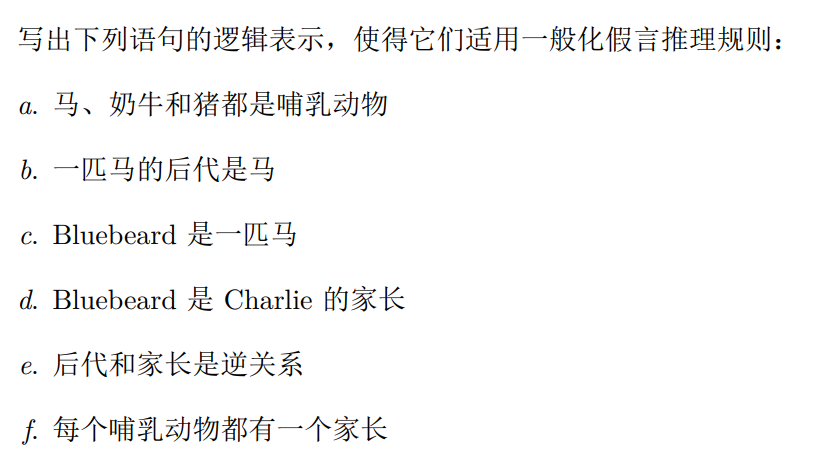 写出下列语句的逻辑表示，使得它们适用一般化假言推理规则：
a. 马、奶牛和猪都是哺乳动物
b. 一匹马的后代是马
c. Bluebeard 是一匹马
d. Bluebeard 是 Charlie 的家长
e. 后代和家长是逆关系
f. 每个哺乳动物都有一个家长